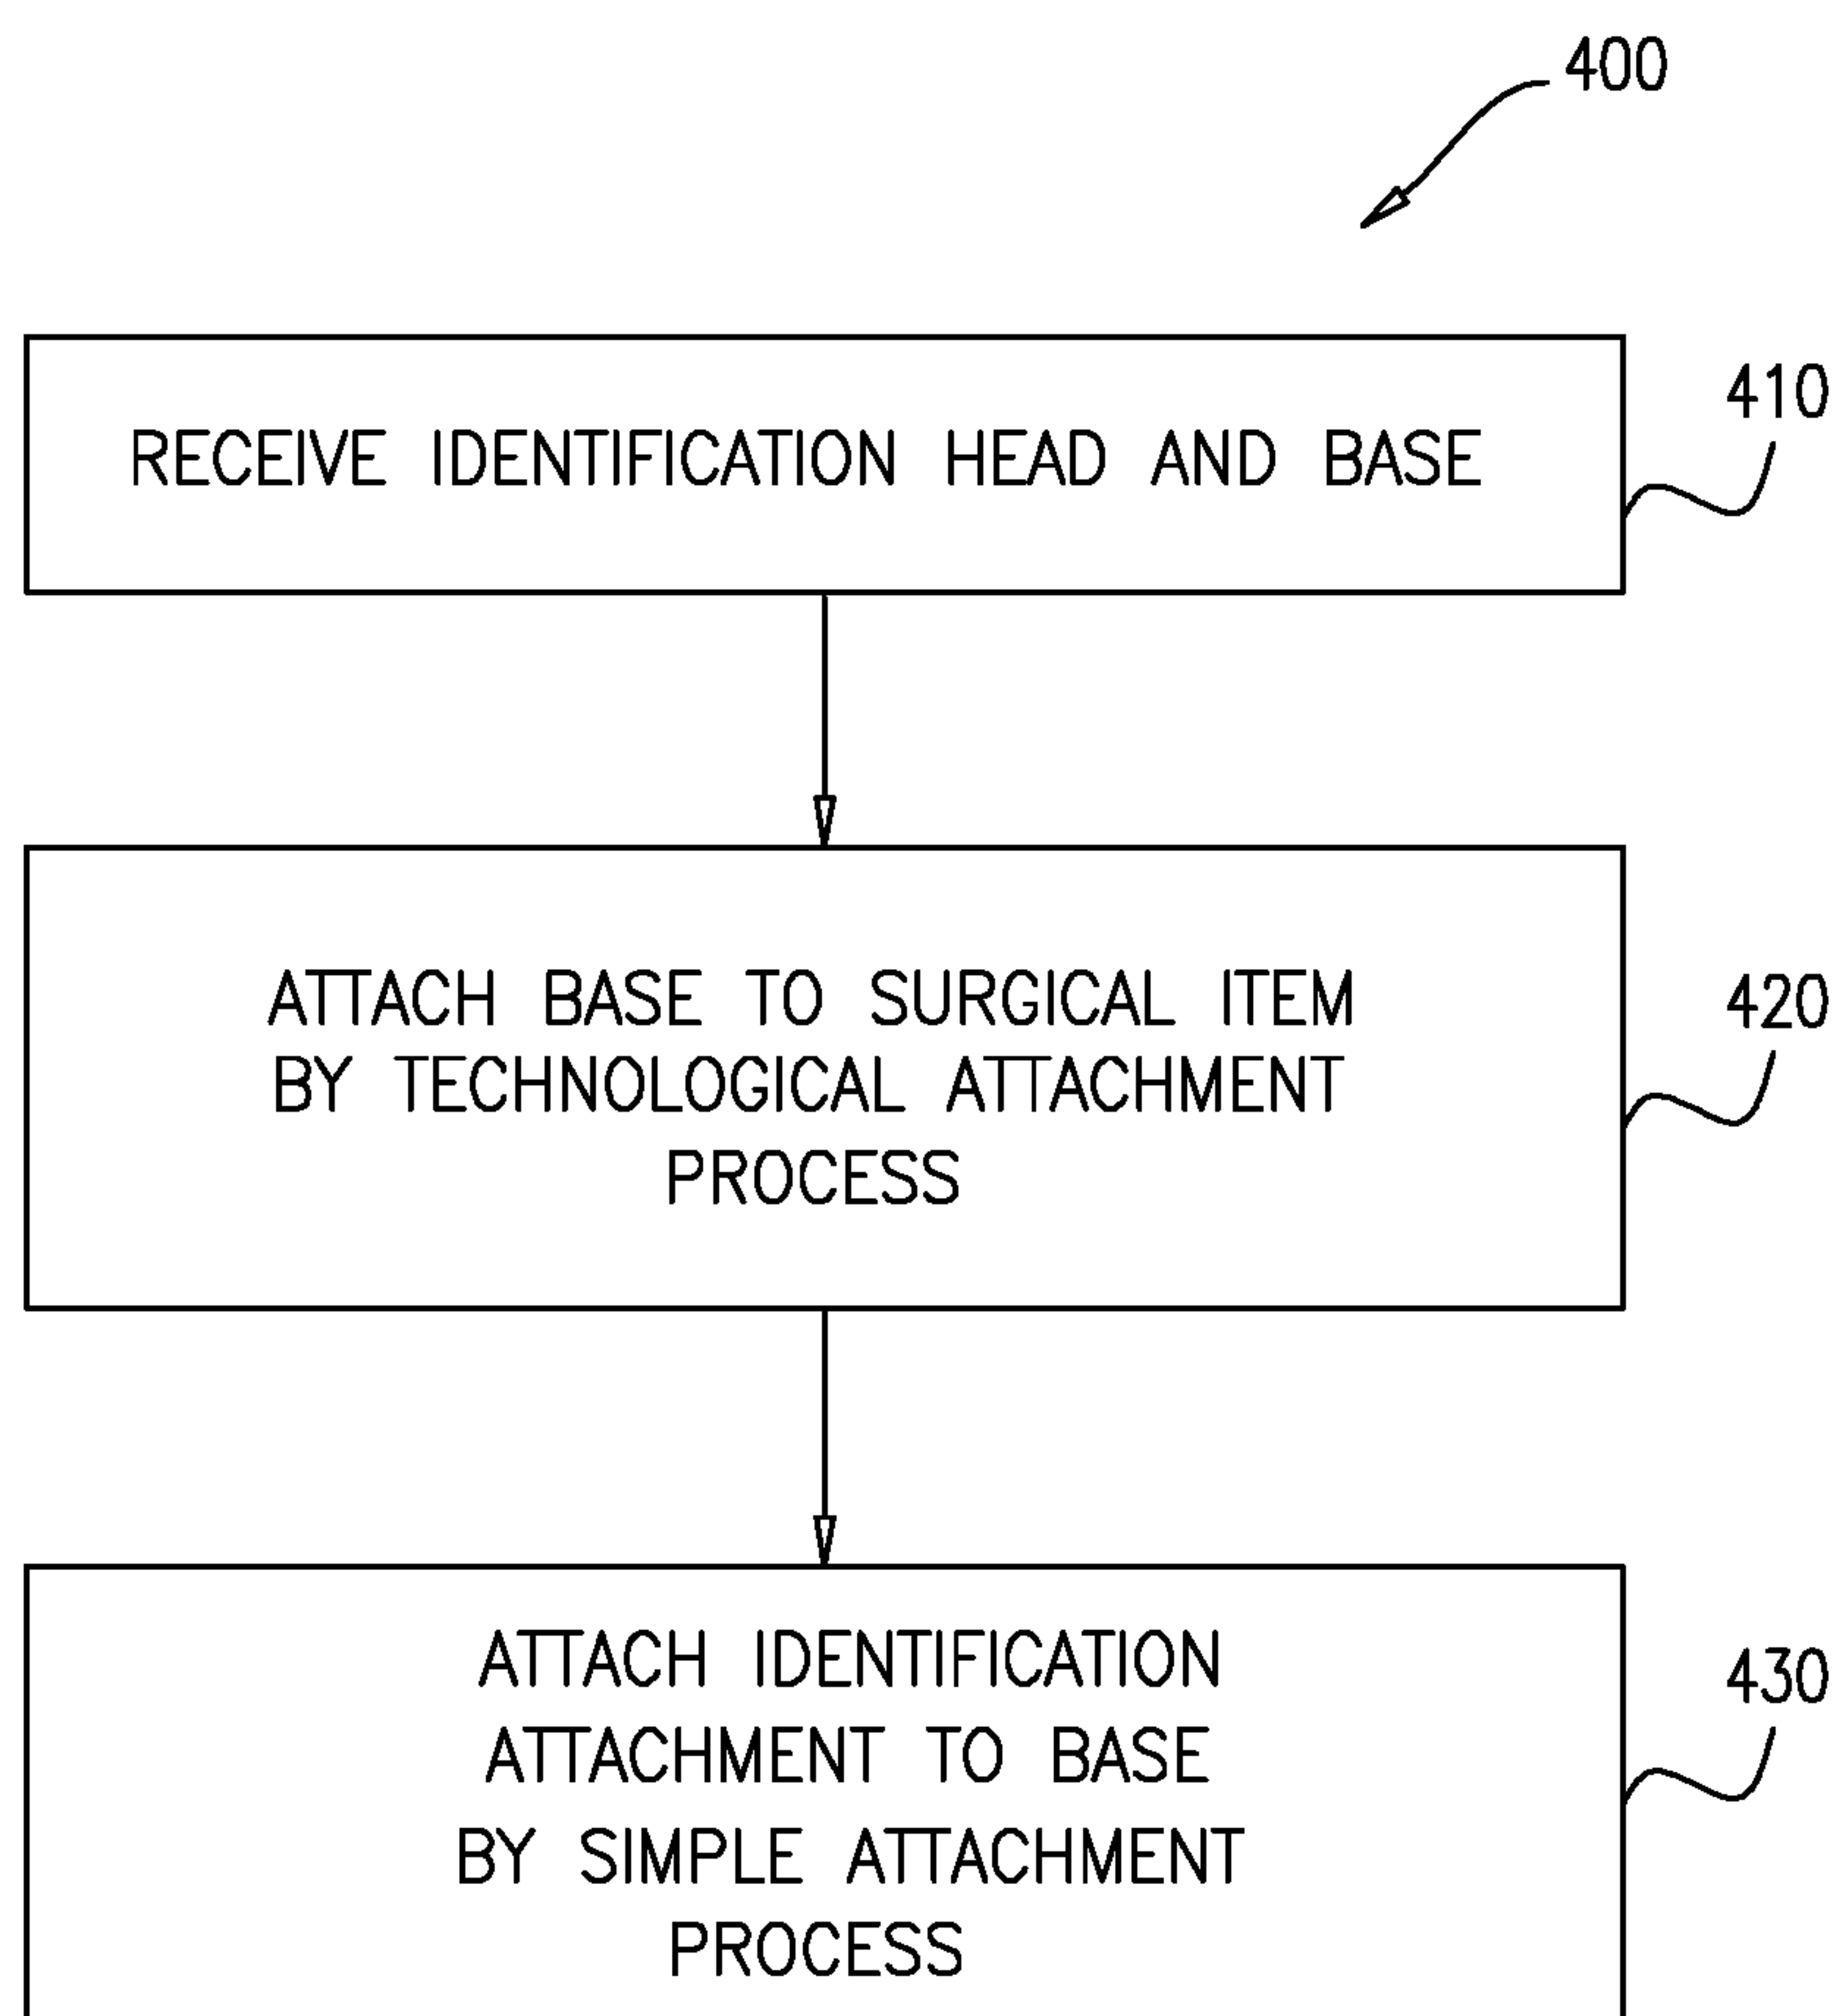 400
410
RECEIVE IDENTIFICATION HEAD AND BASE
420
ATTACH BASE TO SURGICAL ITEM
BY TECHNOLOGICAL ATTACHMENT
PROCESS
430
ATTACH IDENTIFICATION
ATTACHMENT TO BASE
BY SIMPLE ATTACHMENT
PROCESS